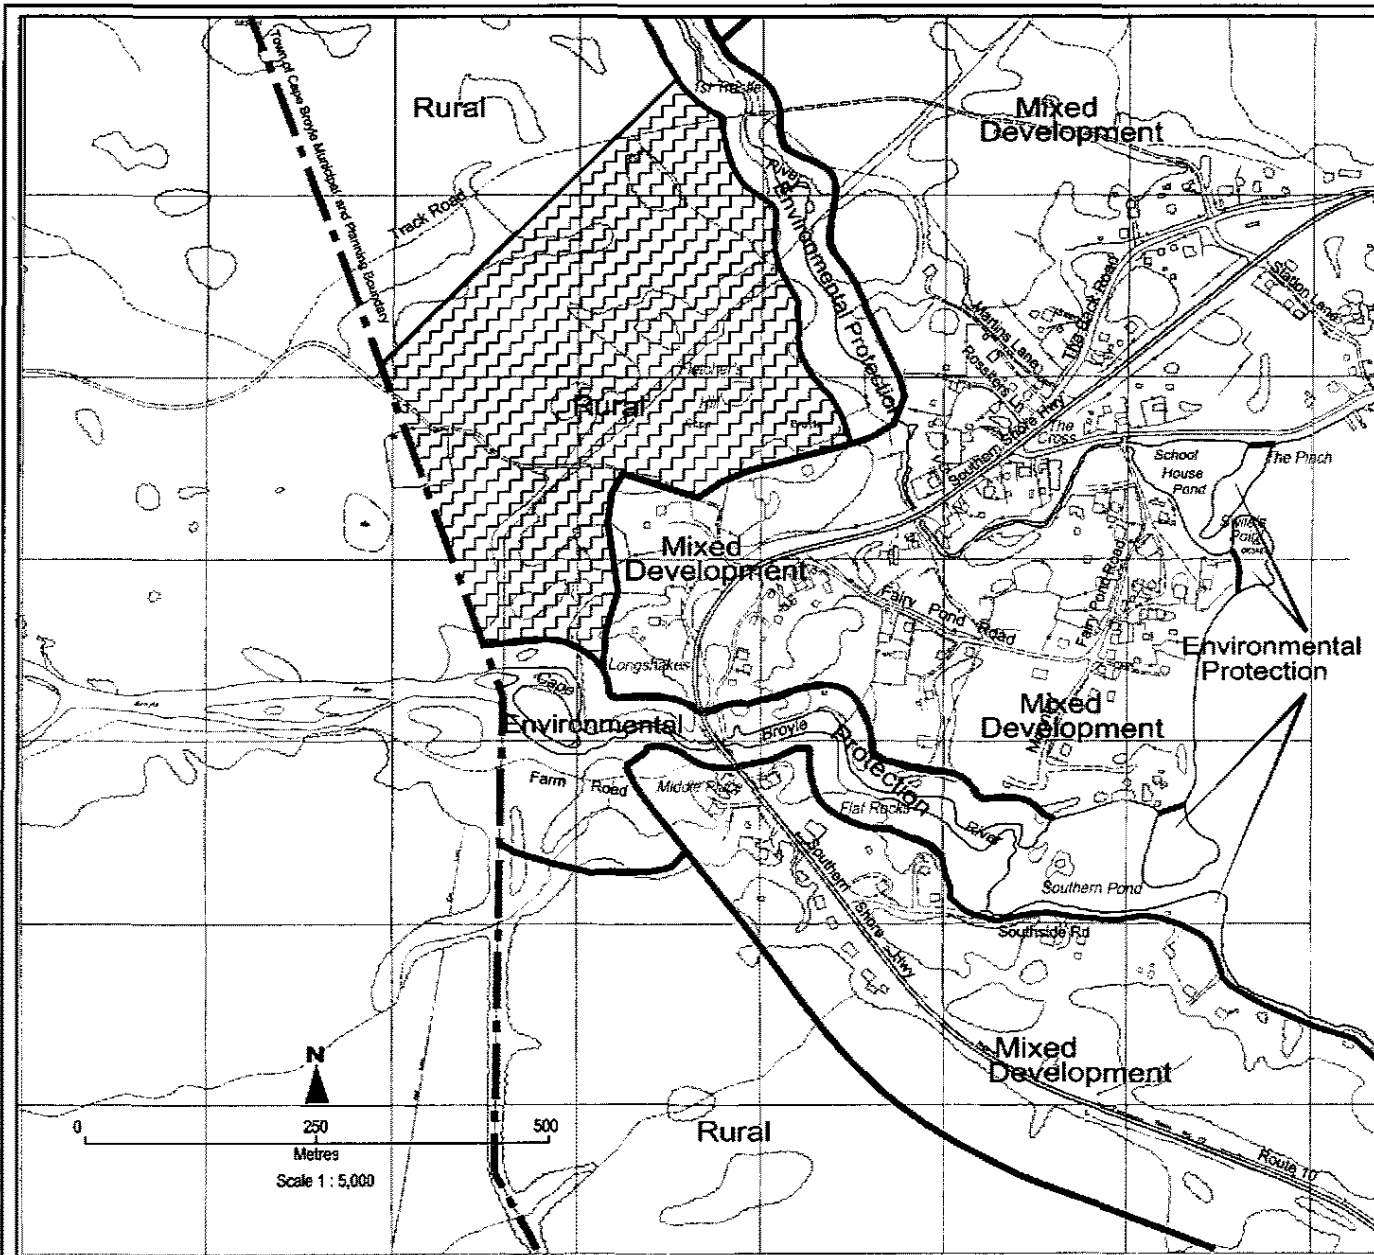 Town of Cape Broyle Municipal and Planning Boundary
Rural
Mixed
Development
Track Road
River
Environmental Protection
Station Lane
The Back Road
Martins Lane
Rossiters Ln
Southern Shore Hwy
The
Cross
School
House
Pond
The Pinch
Rural
Mixed
Development
Fairy Pond Road
Fairy Pond Road
Environmental
Protection
Longshakes
Cape
Environmental
Broyle
Protection
Mixed
Development
Farm Road
Middle Place
Flat Rocks
River
Southern Pond
Southside Rd
Southern Shore Hwy
Mixed
Development
Rural
Route 10
N
0 250 500
Metres
Scale 1 : 5,000